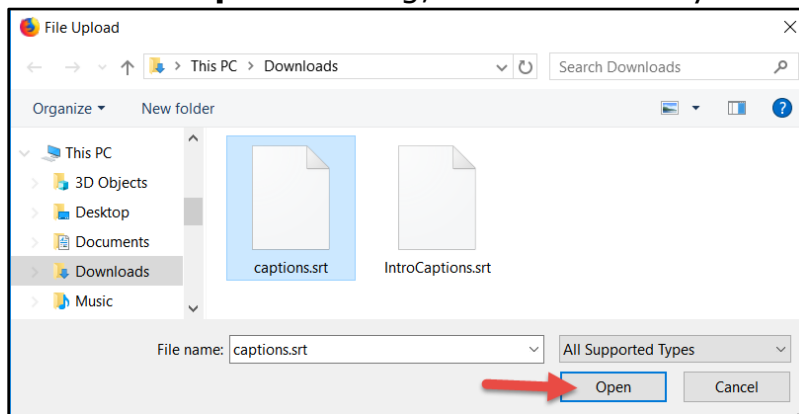 File Upload
This PC > Downloads
Search Downloads
Organize
New folder
?
This PC
3D Objects
Desktop
Documents
Downloads
Music
captions.srt
IntroCaptions.srt
File name: captions.srt
All Supported Types
Open
Cancel